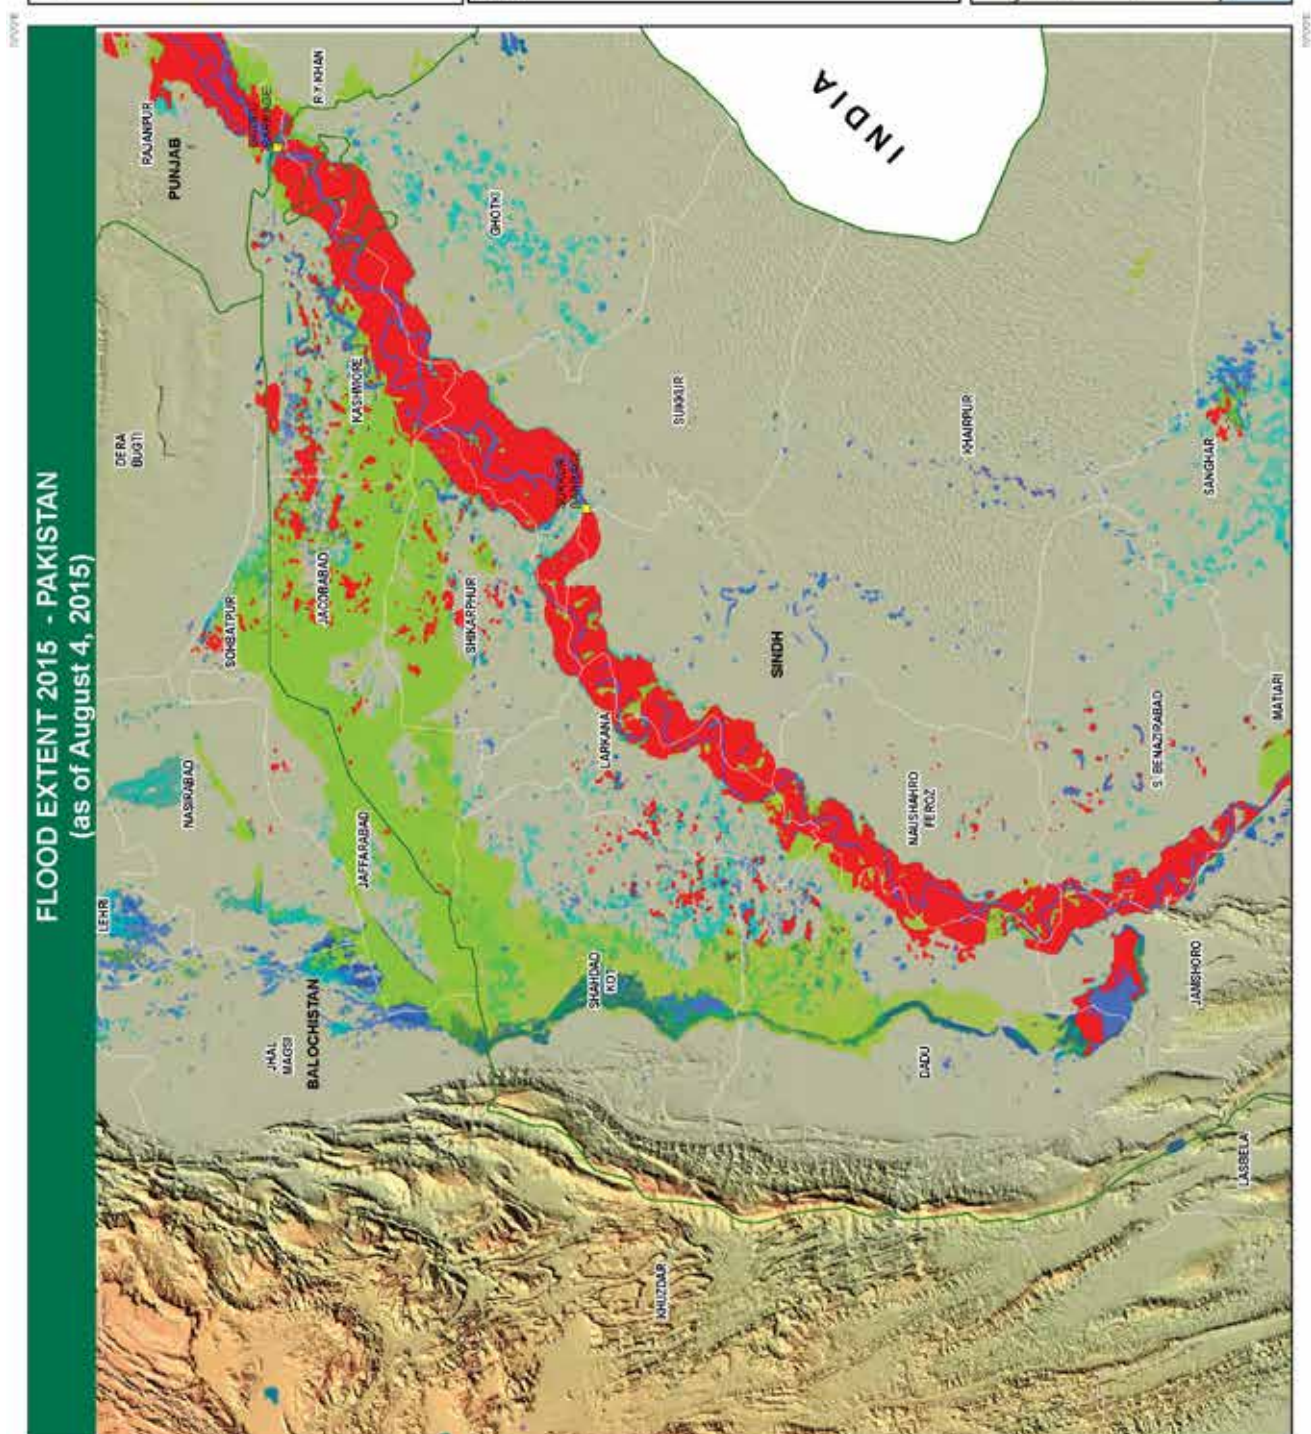 FLOOD EXTENT 2015 - PAKISTAN
(as of August 4, 2015)
LEHRI
NASIRABAD
DERA
BUGTI
RAJANPUR
PUNJAB
SOHBATPUR
JHAL
MAGSI
BALOCHISTAN
JAFFARABAD
JACOBABAD
KASHMORE
R.Y.KHAN
BARRAGE
SHIKARPHUR
GHOTKI
SUKKUR
INDIA
SHAHDAD
KOT
LARKANA
KHUZDAR
SINDH
NAUSHAHRO
FEROZ
KHAIRPUR
DADU
S. BENAZIRABAD
SANGHAR
JAMSHORO
LASBELA
MATIARI